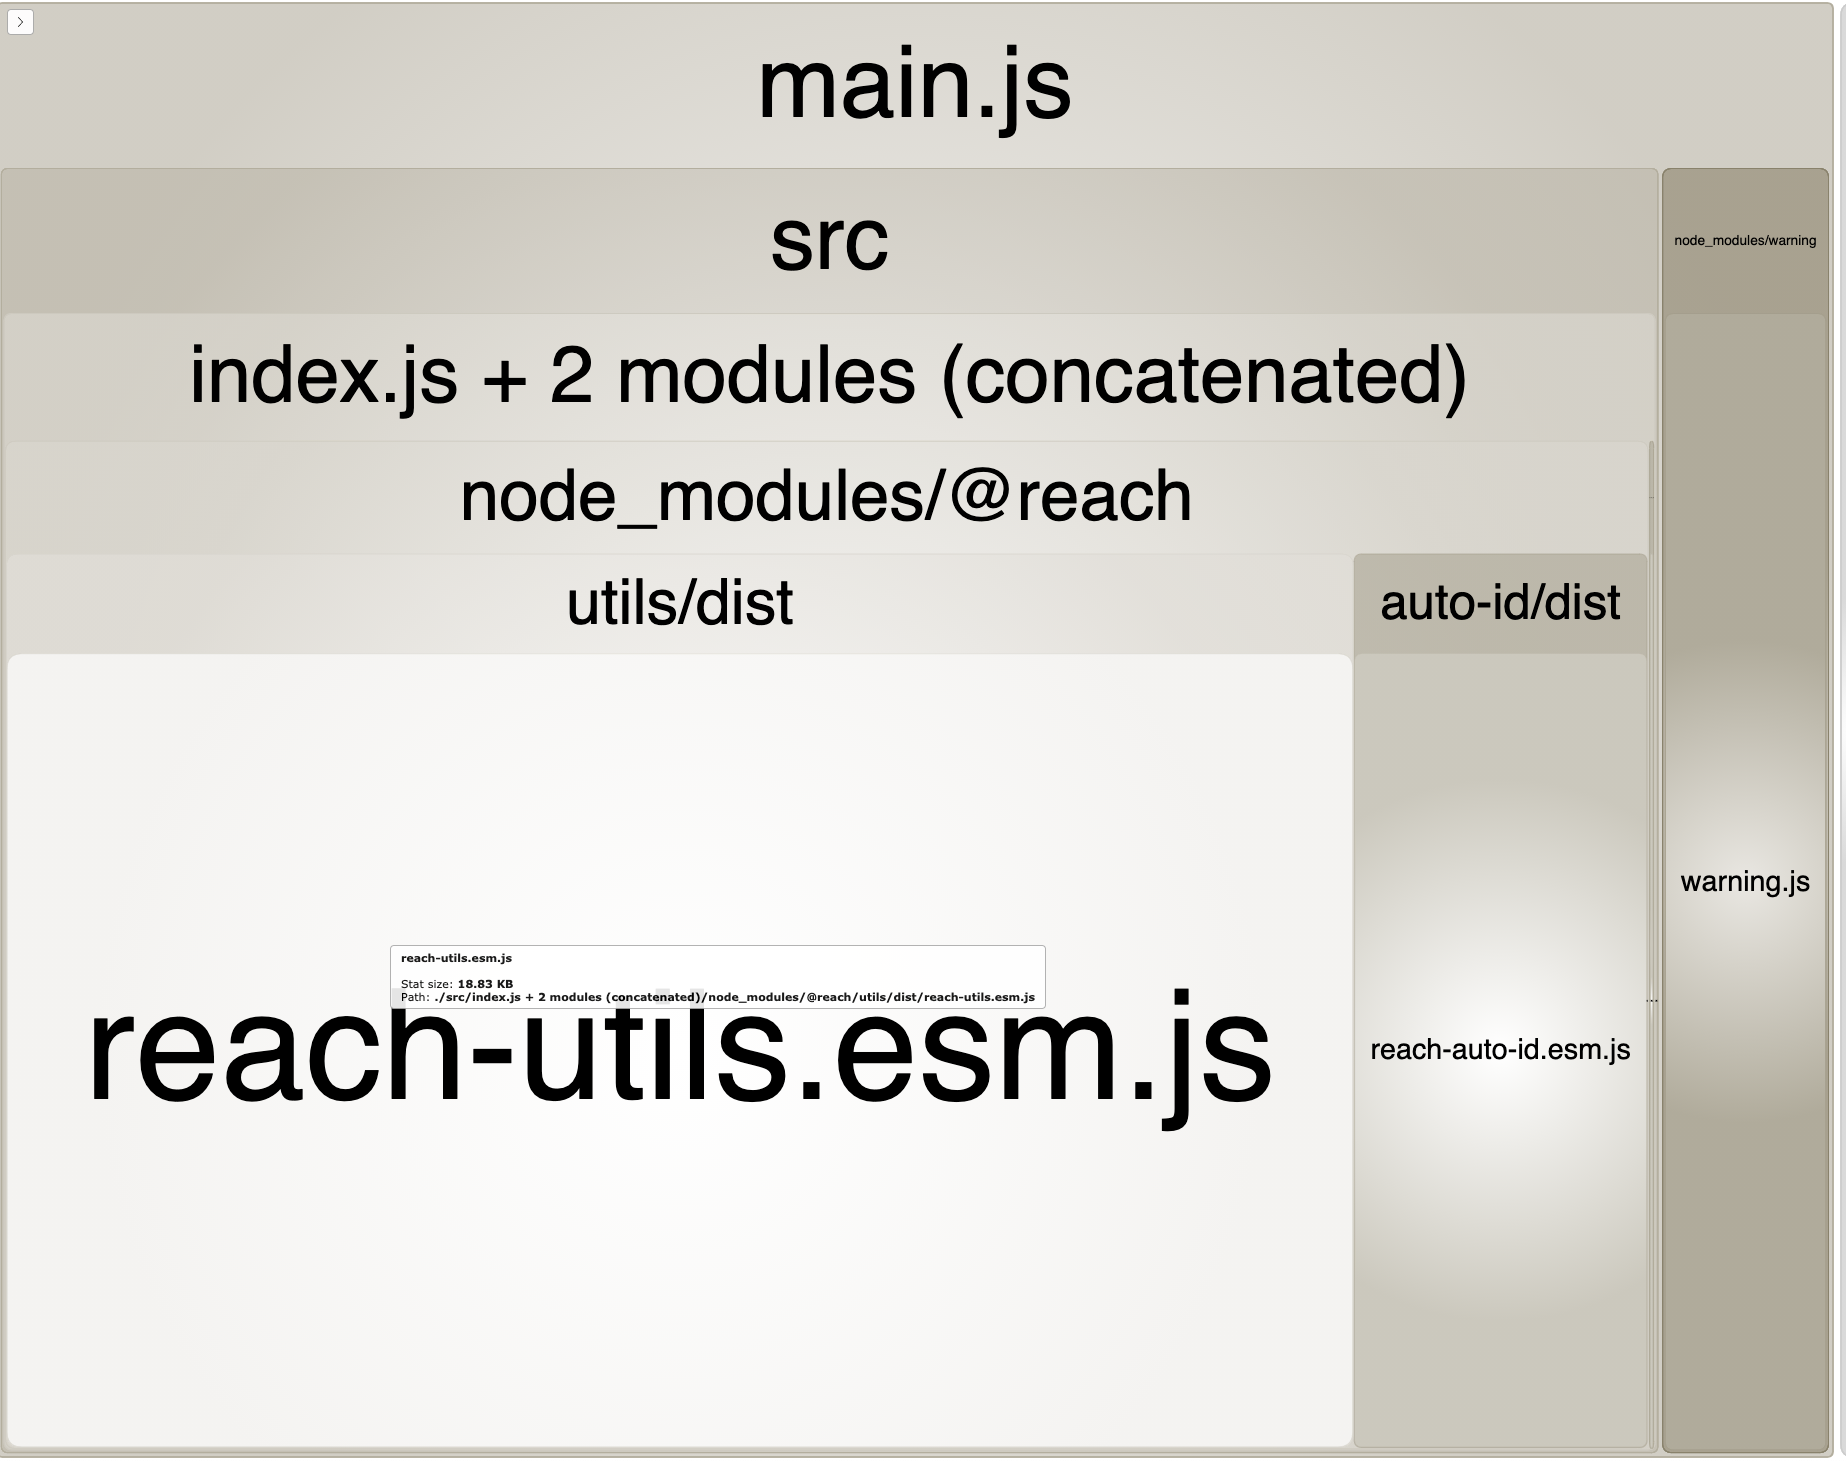 main.js
src
node_modules/warning
index.js + 2 modules (concatenated)
node_modules/@reach
utils/dist
auto-id/dist
warning.js
reach-utils.esm.js
Stat size: 18.83 KB
Path: ./src/index.js + 2 modules (concatenated)/node_modules/@reach/utils/dist/reach-utils.esm.js
reach-utils.esm.js
reach-auto-id.esm.js
...